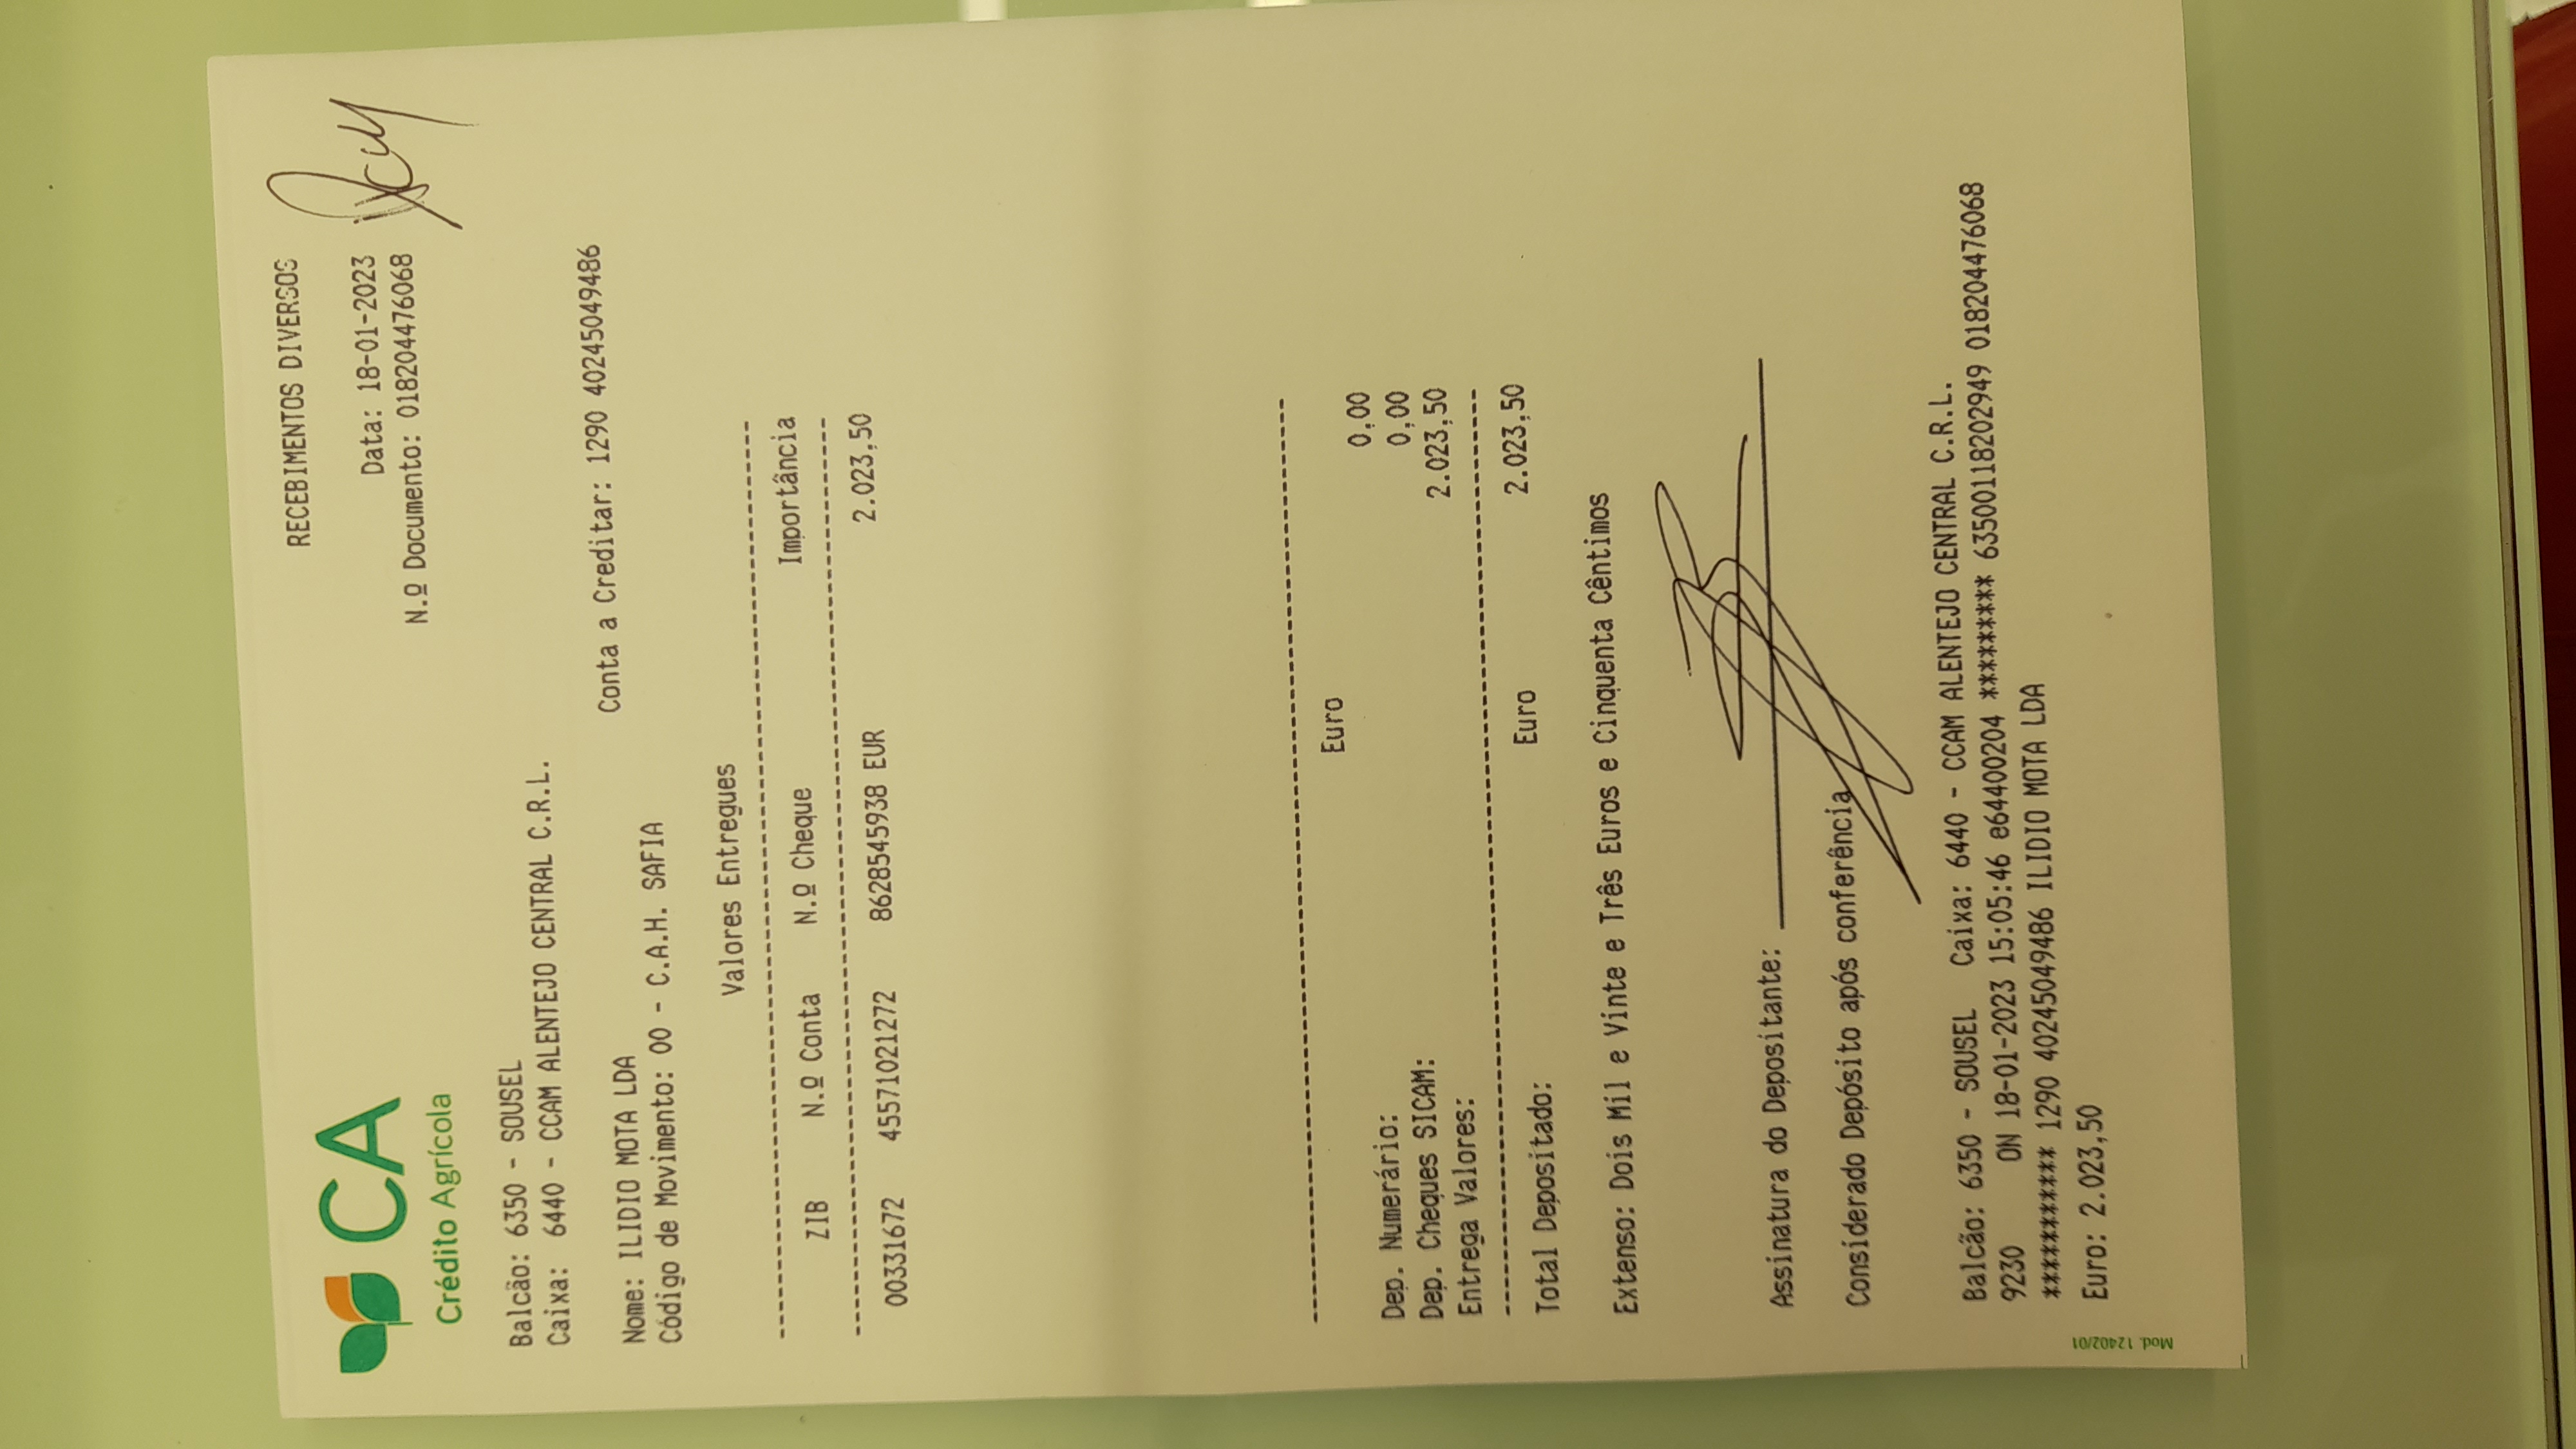 CA
Crédito Agrícola
RECEBIMENTOS DIVERSOS
Data: 18-01-2023
N.º Documento: 018204476068
Balcão: 6350 - SOUSEL
Caixa: 6440 - CCAM ALENTEJO CENTRAL C.R.L.
Conta a Creditar: 1290 40245049486
Nome: ILIDIO MOTA LDA
Código de Movimento: 00 - C.A.H. SAFIA
Valores Entregues
ZIB N.º Conta N.º Cheque Importância
00331672 45571021272 8628545938 EUR 2.023,50
Euro
Dep. Numerário: 0,00
Dep. Cheques SICAM: 0,00
Entrega Valores: 2.023,50
Total Depositado: Euro 2.023,50
Extenso: Dois Mil e Vinte e Três Euros e Cinquenta Cêntimos
Assinatura do Depositante:
Considerado Depósito após conferência
Balcão: 6350 - SOUSEL Caixa: 6440 - CCAM ALENTEJO CENTRAL C.R.L.
9230 ON 18-01-2023 15:05:46 e6440204 ******** 635001182029​49 018204476068
*********** 1290 40245049486 ILIDIO MOTA LDA
Euro: 2.023,50
Mod. 12402/01